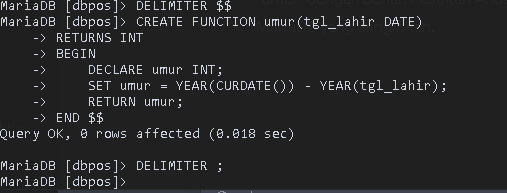 MariaDB [dbpos]> DELIMITER $$
MariaDB [dbpos]> CREATE FUNCTION umur(tgl_lahir DATE)
    -> RETURNS INT
    -> BEGIN
    ->     DECLARE umur INT;
    ->     SET umur = YEAR(CURDATE()) - YEAR(tgl_lahir);
    ->     RETURN umur;
    -> END $$
Query OK, 0 rows affected (0.018 sec)

MariaDB [dbpos]> DELIMITER ;
MariaDB [dbpos]>